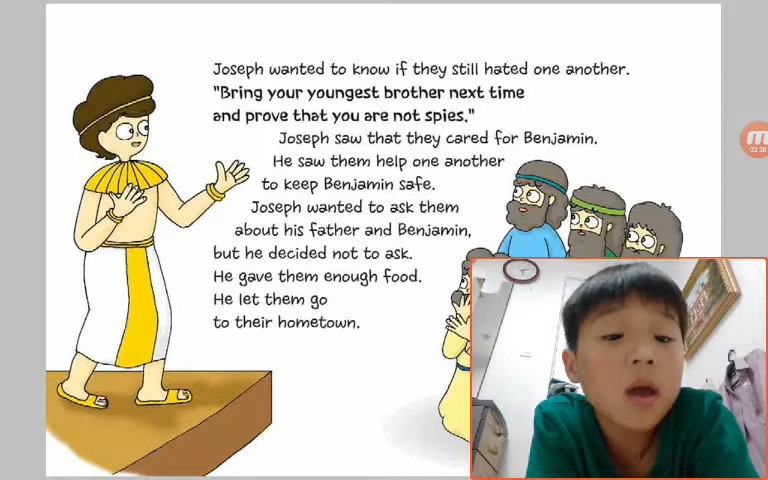 Joseph wanted to know if they still hated one another.
"Bring your youngest brother next time
and prove that you are not spies."
Joseph saw that they cared for Benjamin.
He saw them help one another
to keep Benjamin safe.
Joseph wanted to ask them
about his father and Benjamin,
but he decided not to ask.
He gave them enough food.
He let them go
to their hometown.
03:58